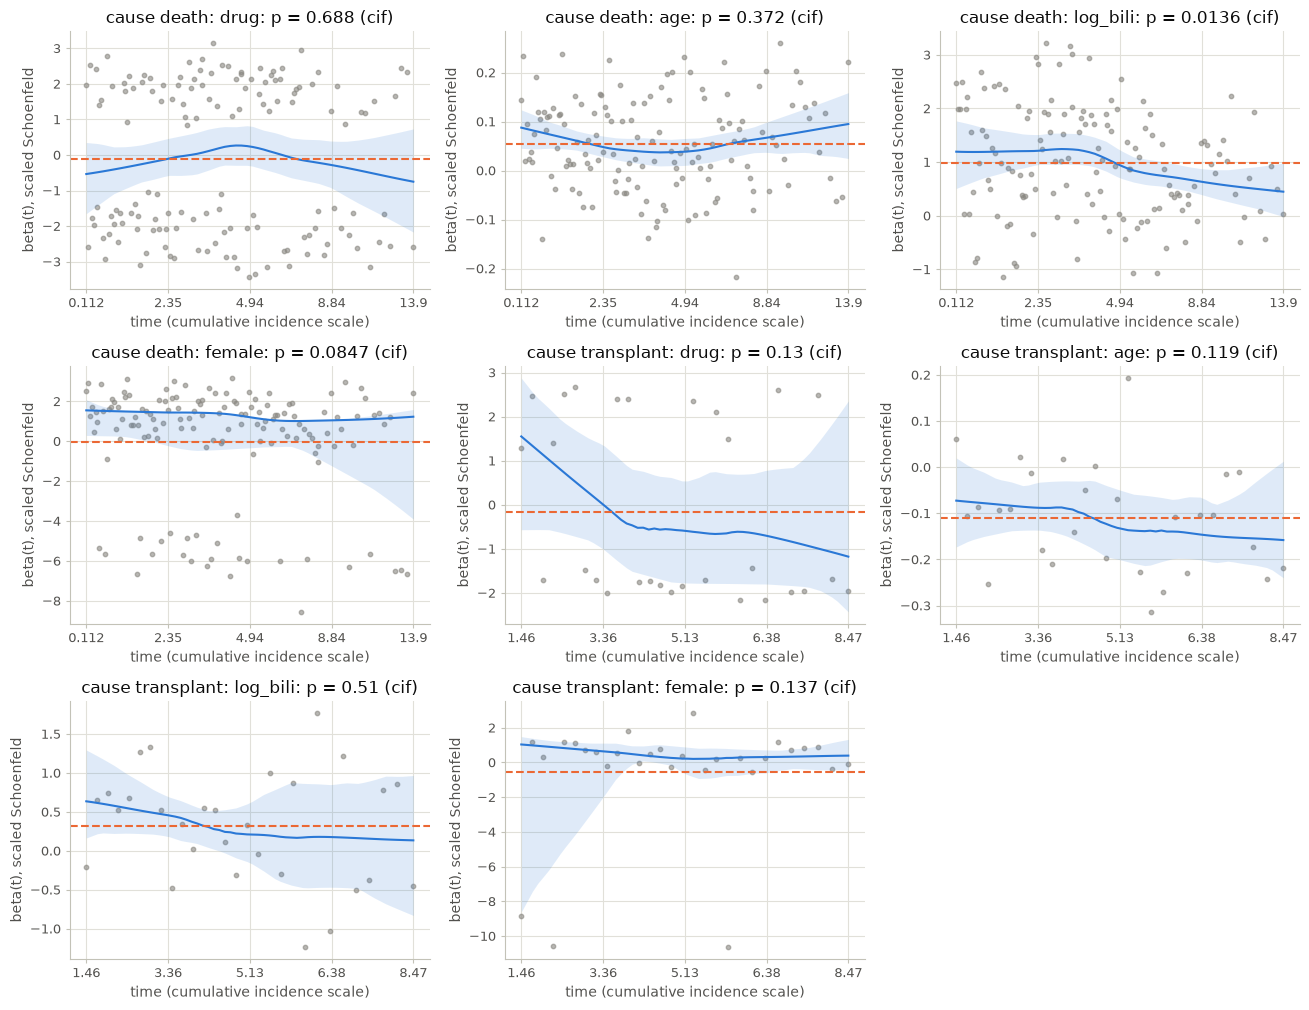 cause death: drug: p = 0.688 (cif)
beta(t), scaled Schoenfeld
3
2
1
0
−1
−2
−3
0.112 2.35 4.94 8.84 13.9
time (cumulative incidence scale)
cause death: age: p = 0.372 (cif)
beta(t), scaled Schoenfeld
0.2
0.1
0.0
−0.1
−0.2
0.112 2.35 4.94 8.84 13.9
time (cumulative incidence scale)
cause death: log_bili: p = 0.0136 (cif)
beta(t), scaled Schoenfeld
3
2
1
0
−1
0.112 2.35 4.94 8.84 13.9
time (cumulative incidence scale)
cause death: female: p = 0.0847 (cif)
beta(t), scaled Schoenfeld
2
0
−2
−4
−6
−8
0.112 2.35 4.94 8.84 13.9
time (cumulative incidence scale)
cause transplant: drug: p = 0.13 (cif)
beta(t), scaled Schoenfeld
3
2
1
0
−1
−2
1.46 3.36 5.13 6.38 8.47
time (cumulative incidence scale)
cause transplant: age: p = 0.119 (cif)
beta(t), scaled Schoenfeld
0.2
0.1
0.0
−0.1
−0.2
−0.3
1.46 3.36 5.13 6.38 8.47
time (cumulative incidence scale)
cause transplant: log_bili: p = 0.51 (cif)
beta(t), scaled Schoenfeld
1.5
1.0
0.5
0.0
−0.5
−1.0
1.46 3.36 5.13 6.38 8.47
time (cumulative incidence scale)
cause transplant: female: p = 0.137 (cif)
beta(t), scaled Schoenfeld
2
0
−2
−4
−6
−8
−10
1.46 3.36 5.13 6.38 8.47
time (cumulative incidence scale)